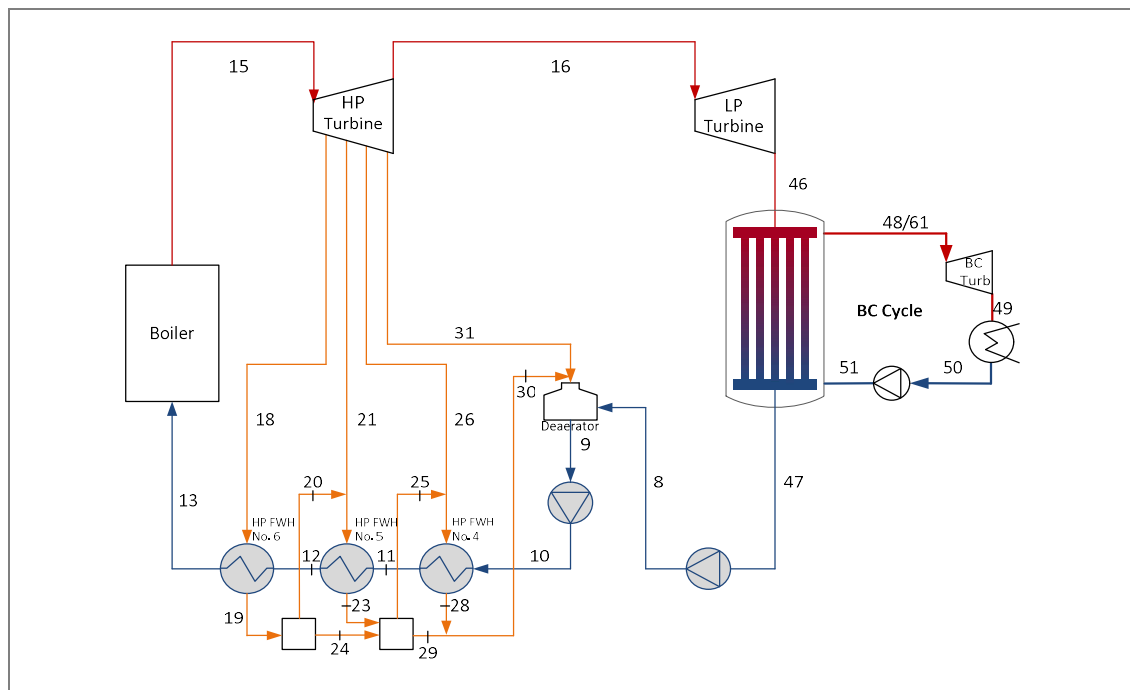 15
16
HP
Turbine
LP
Turbine
46
48/61
BC
Turb
BC Cycle
49
Boiler
31
51
50
30
Deaerator
18
21
26
9
8
47
13
20
25
HP FWH
No. 6
HP FWH
No. 5
HP FWH
No. 4
12
11
10
19
23
28
24
29